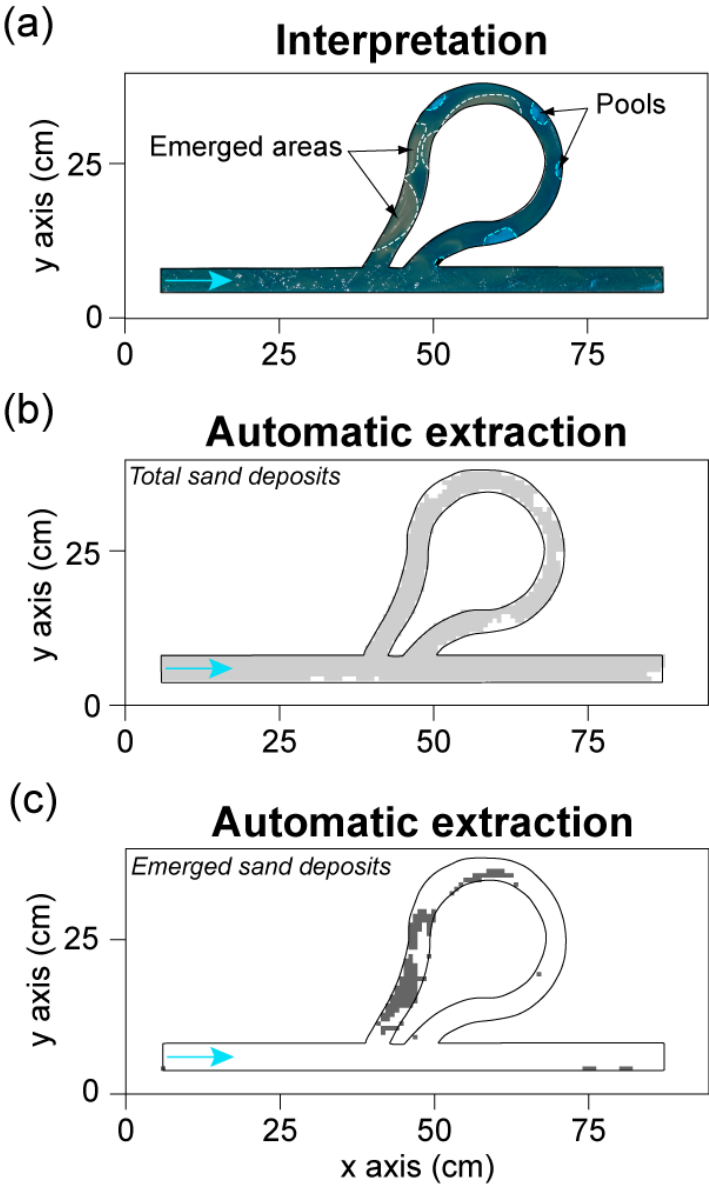 (a)
Interpretation
Pools
Emerged areas
25
y axis (cm)
0
0 25 50 75
(b)
Automatic extraction
Total sand deposits
25
y axis (cm)
0
0 25 50 75
(c)
Automatic extraction
Emerged sand deposits
25
y axis (cm)
0
0 25 50 75
x axis (cm)